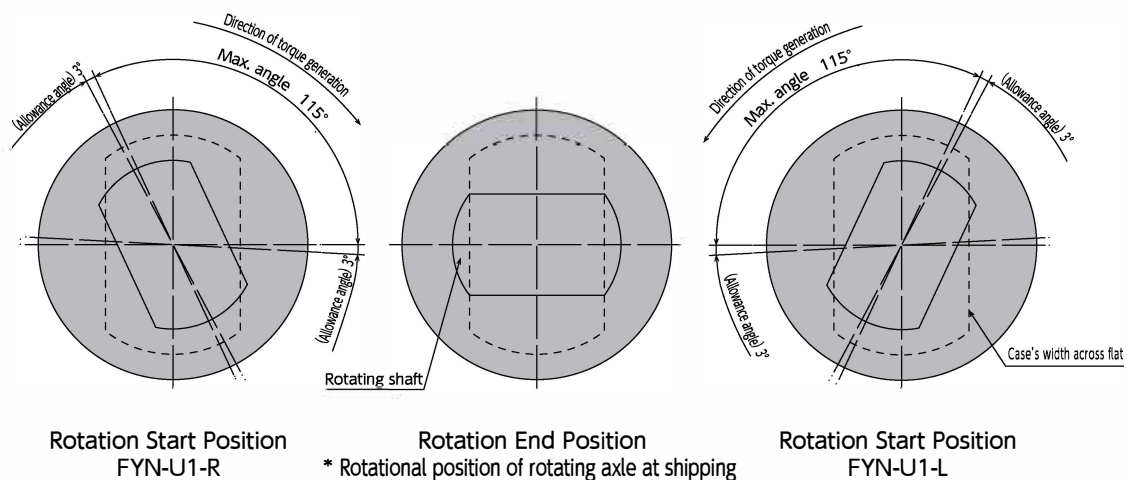 Direction of torque generation
Max. angle 115°
(Allowance angle) 3°
(Allowance angle) 3°
Rotating shaft
Direction of torque generation
Max. angle 115°
(Allowance angle) 3°
(Allowance angle) 3°
Case's width across flat
Rotation Start Position
FYN-U1-R
Rotation End Position
* Rotational position of rotating axle at shipping
Rotation Start Position
FYN-U1-L